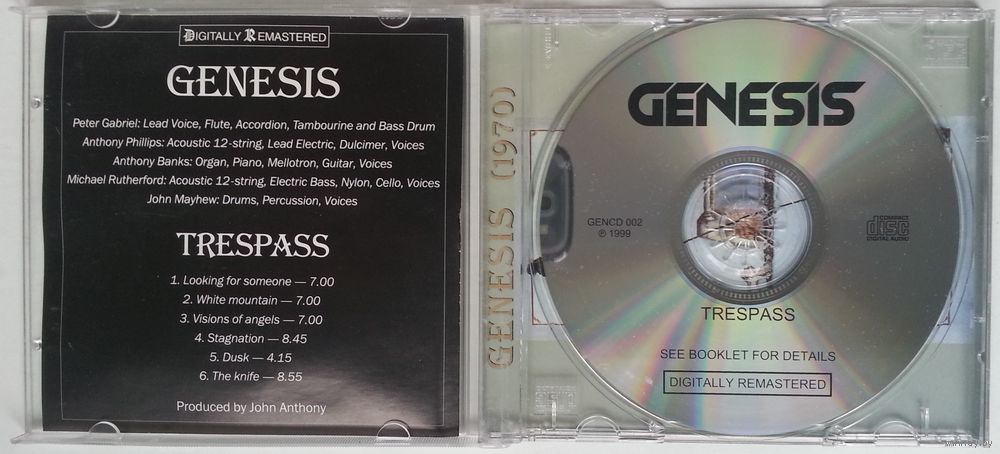 DIGITALLY REMASTERED
GENESIS
Peter Gabriel: Lead Voice, Flute, Accordion, Tambourine and Bass Drum
Anthony Phillips: Acoustic 12-string, Lead Electric, Dulcimer, Voices
Anthony Banks: Organ, Piano, Mellotron, Guitar, Voices
Michael Rutherford: Acoustic 12-string, Electric Bass, Nylon, Cello, Voices
John Mayhew: Drums, Percussion, Voices
TRESPASS
1. Looking for someone — 7.00
2. White mountain — 7.00
3. Visions of angels — 7.00
4. Stagnation — 8.45
5. Dusk — 4.15
6. The knife — 8.55
Produced by John Anthony
GENESIS (1970)
GENESIS
GENCD 002
℗ 1999
COMPACT
disc
DIGITAL AUDIO
TRESPASS
SEE BOOKLET FOR DETAILS
DIGITALLY REMASTERED